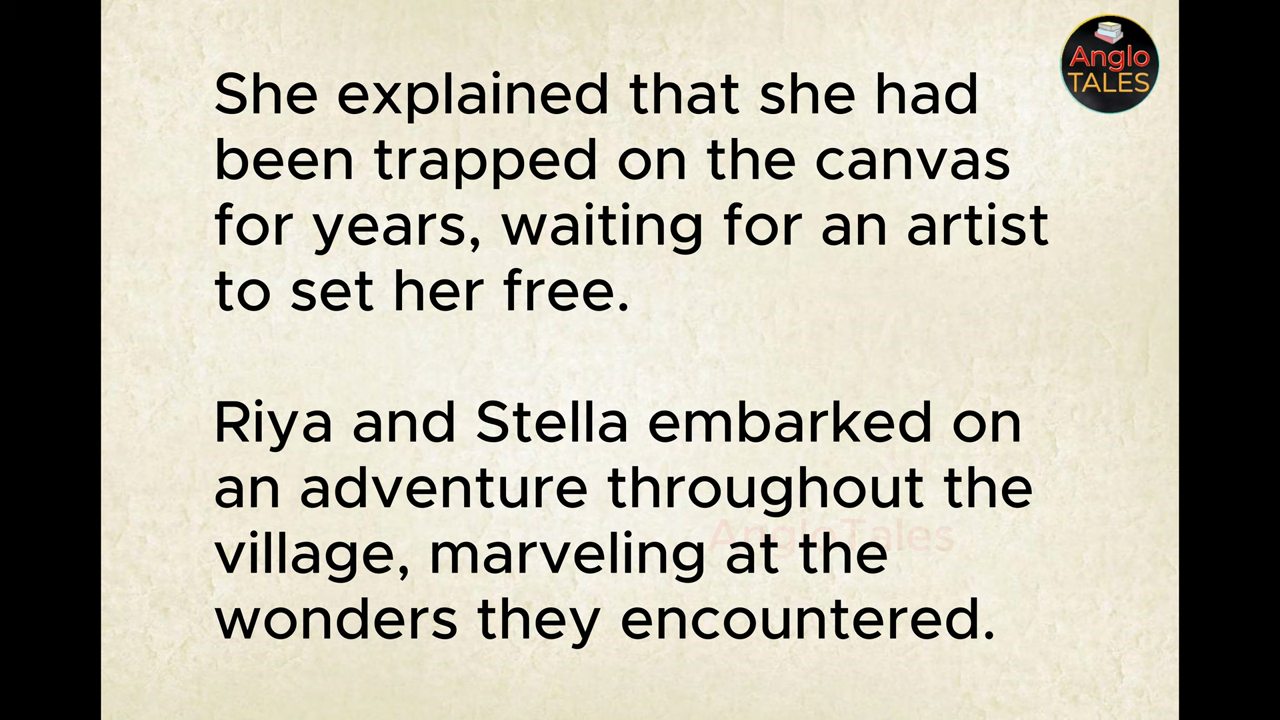 Anglo
TALES
She explained that she had
been trapped on the canvas
for years, waiting for an artist
to set her free.
Riya and Stella embarked on
an adventure throughout the
village, marveling at the
wonders they encountered.
AngloTales